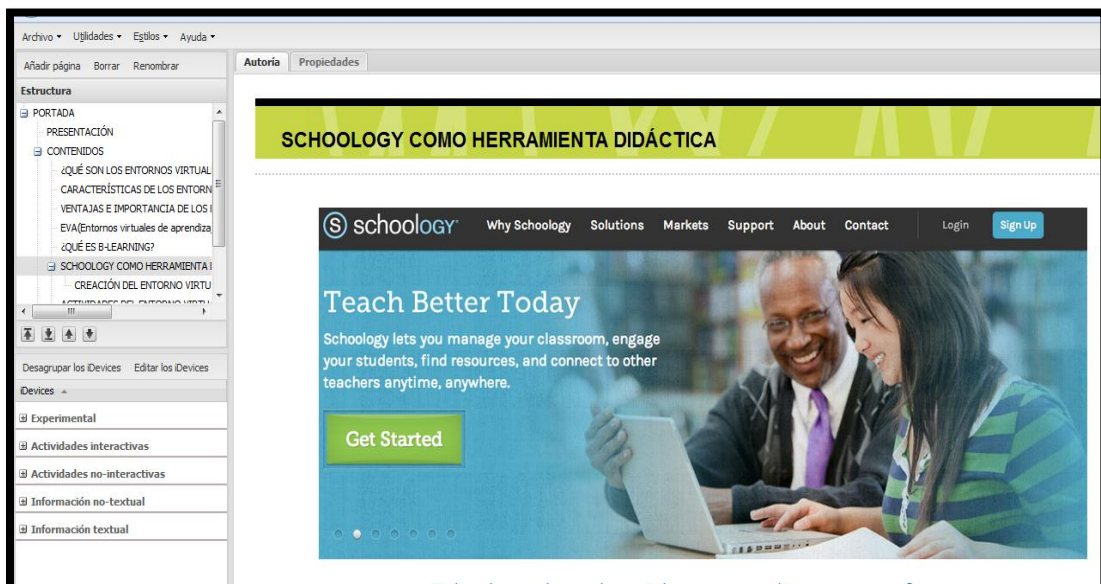 Archivo Utilidades Estilos Ayuda
Añadir página Borrar Renombrar
Estructura
PORTADA
PRESENTACIÓN
CONTENIDOS
¿QUÉ SON LOS ENTORNOS VIRTUAL
CARACTERÍSTICAS DE LOS ENTORN
VENTAJAS E IMPORTANCIA DE LOS
EVA(Entornos virtuales de aprendiza
¿QUÉ ES B-LEARNING?
SCHOOLOGY COMO HERRAMIENTA
CREACIÓN DEL ENTORNO VIRTU
ACTIVIDADES DEL ENTORNO VIRTU
Desagrupar los iDevices Editar los iDevices
iDevices
Experimental
Actividades interactivas
Actividades no-interactivas
Información no-textual
Información textual
Autoría Propiedades
SCHOOLOGY COMO HERRAMIENTA DIDÁCTICA
S schoology Why Schoology Solutions Markets Support About Contact Login Sign Up
Teach Better Today
Schoology lets you manage your classroom, engage
your students, find resources, and connect to other
teachers anytime, anywhere.
Get Started